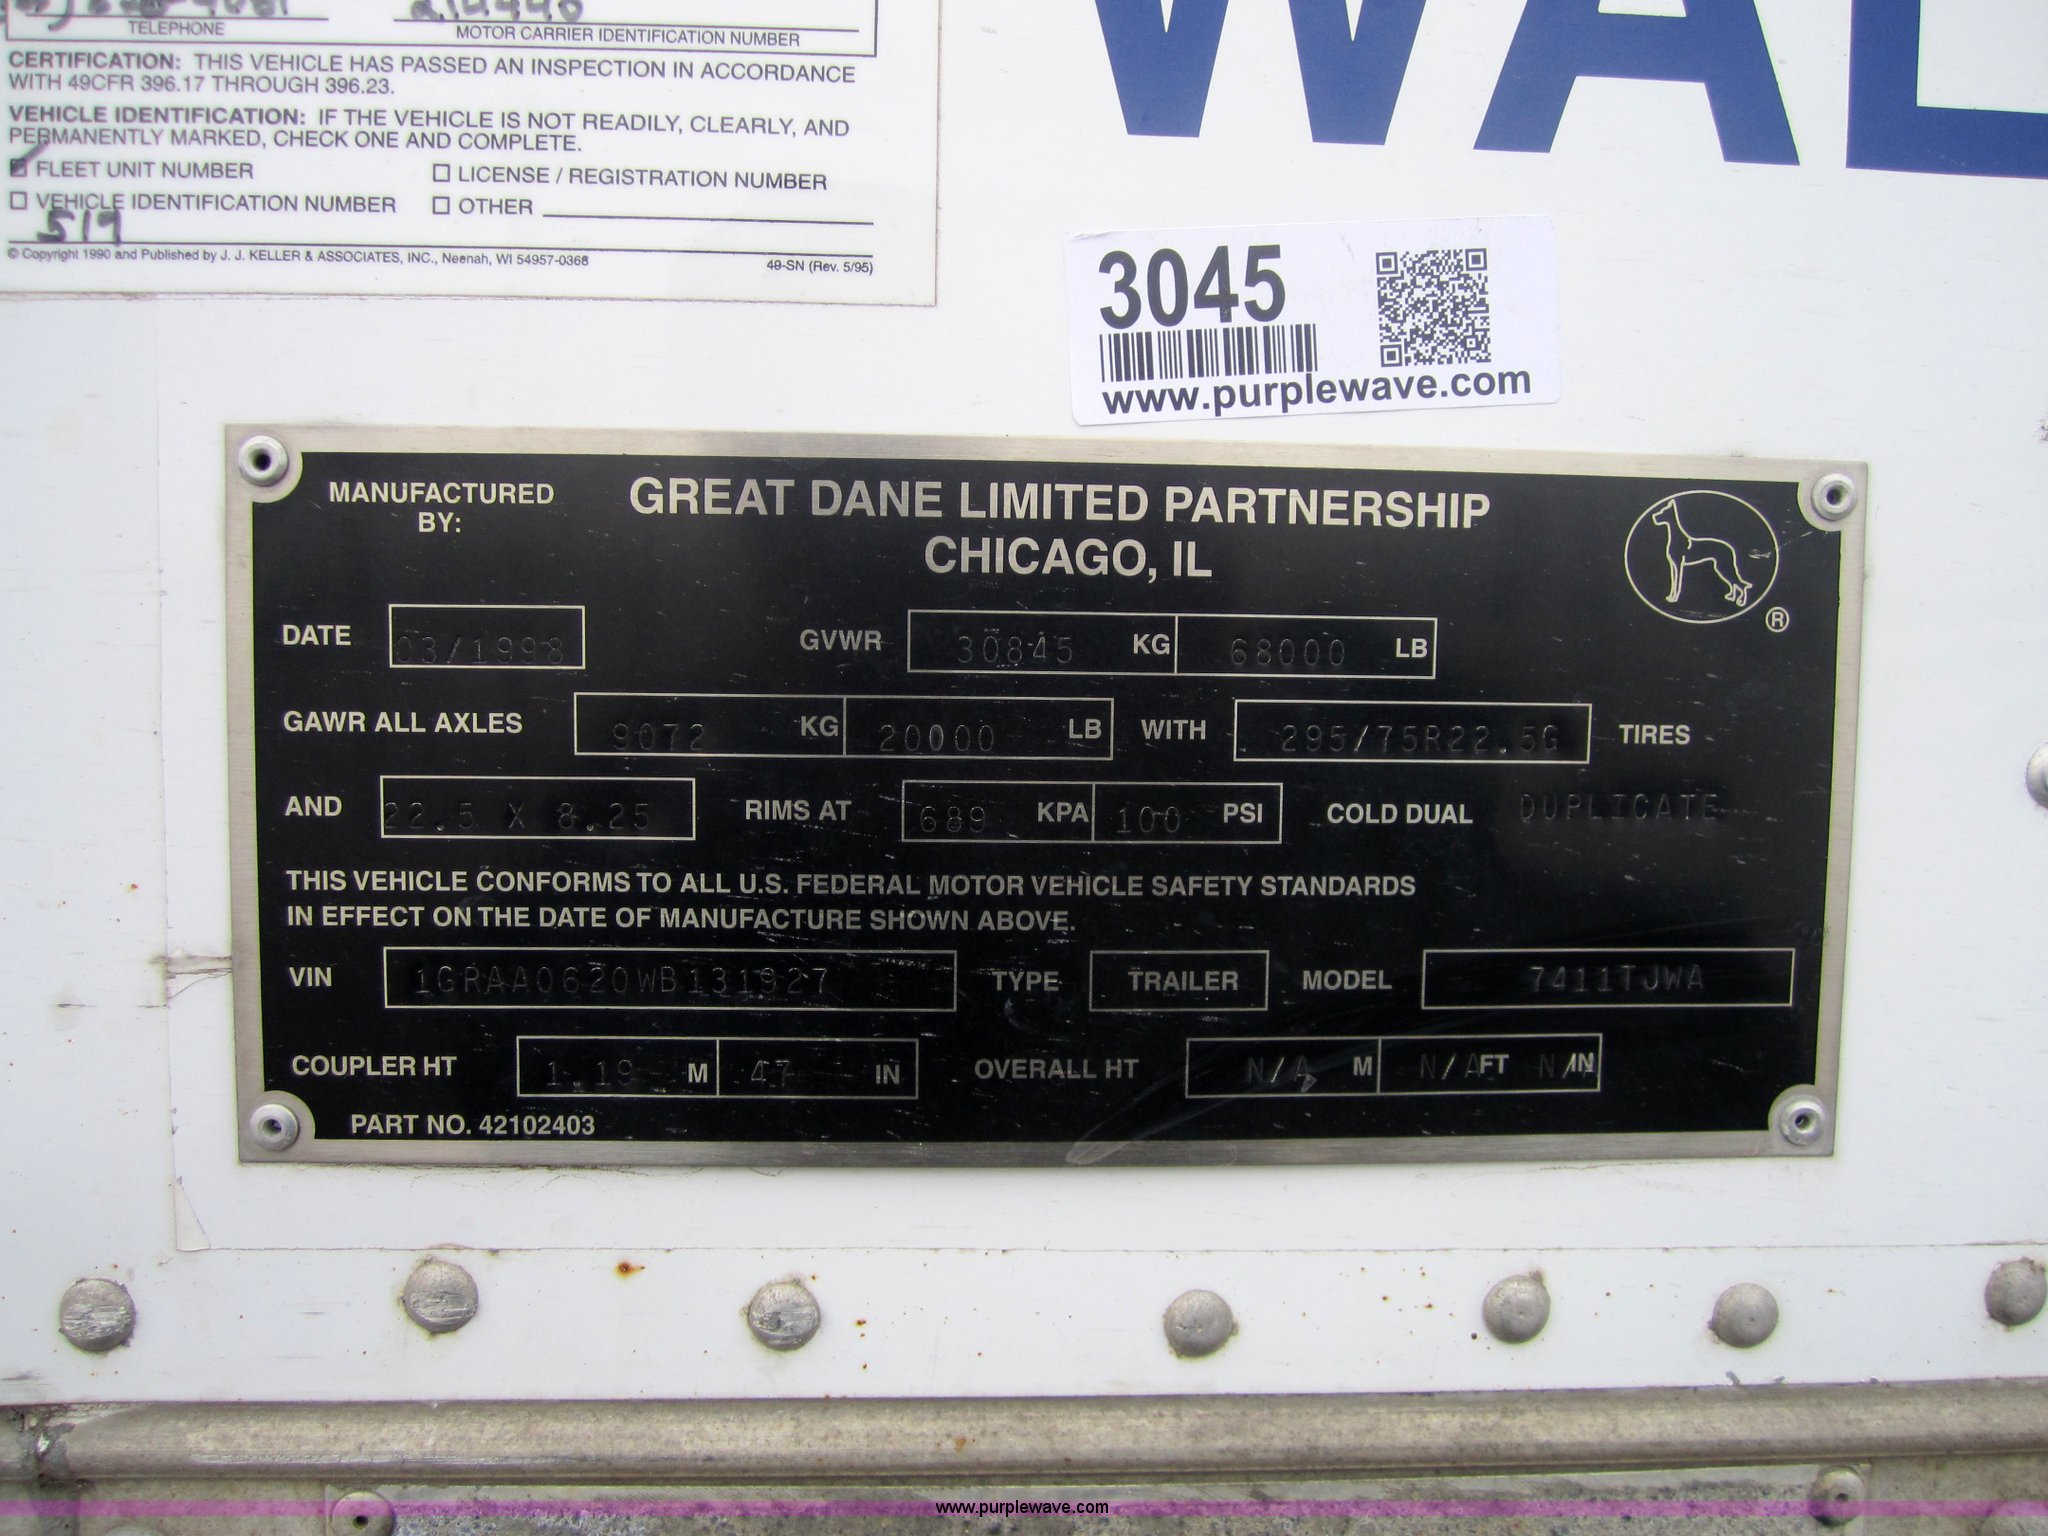 TELEPHONE
MOTOR CARRIER IDENTIFICATION NUMBER
CERTIFICATION: THIS VEHICLE HAS PASSED AN INSPECTION IN ACCORDANCE
WITH 49CFR 396.17 THROUGH 396.23.
VEHICLE IDENTIFICATION: IF THE VEHICLE IS NOT READILY, CLEARLY, AND
PERMANENTLY MARKED, CHECK ONE AND COMPLETE.
FLEET UNIT NUMBER
LICENSE / REGISTRATION NUMBER
VEHICLE IDENTIFICATION NUMBER
OTHER
519
© Copyright 1990 and Published by J. J. KELLER & ASSOCIATES, INC., Neenah, WI 54957-0368
49-SN (Rev. 5/95)
WAL
3045
www.purplewave.com
MANUFACTURED BY:
GREAT DANE LIMITED PARTNERSHIP
CHICAGO, IL
®
DATE 03/1998 GVWR 30845 KG 68000 LB
GAWR ALL AXLES 9072 KG 20000 LB WITH 295/75R22.5G TIRES
AND 22.5 X 8.25 RIMS AT 689 KPA 100 PSI COLD DUAL DUPLICATE
THIS VEHICLE CONFORMS TO ALL U.S. FEDERAL MOTOR VEHICLE SAFETY STANDARDS
IN EFFECT ON THE DATE OF MANUFACTURE SHOWN ABOVE.
VIN 1GRAA0620WB131927 TYPE TRAILER MODEL 7411TJWA
COUPLER HT 1.19 M 47 IN OVERALL HT N/A M N/A FT N/A IN
PART NO. 42102403
www.purplewave.com